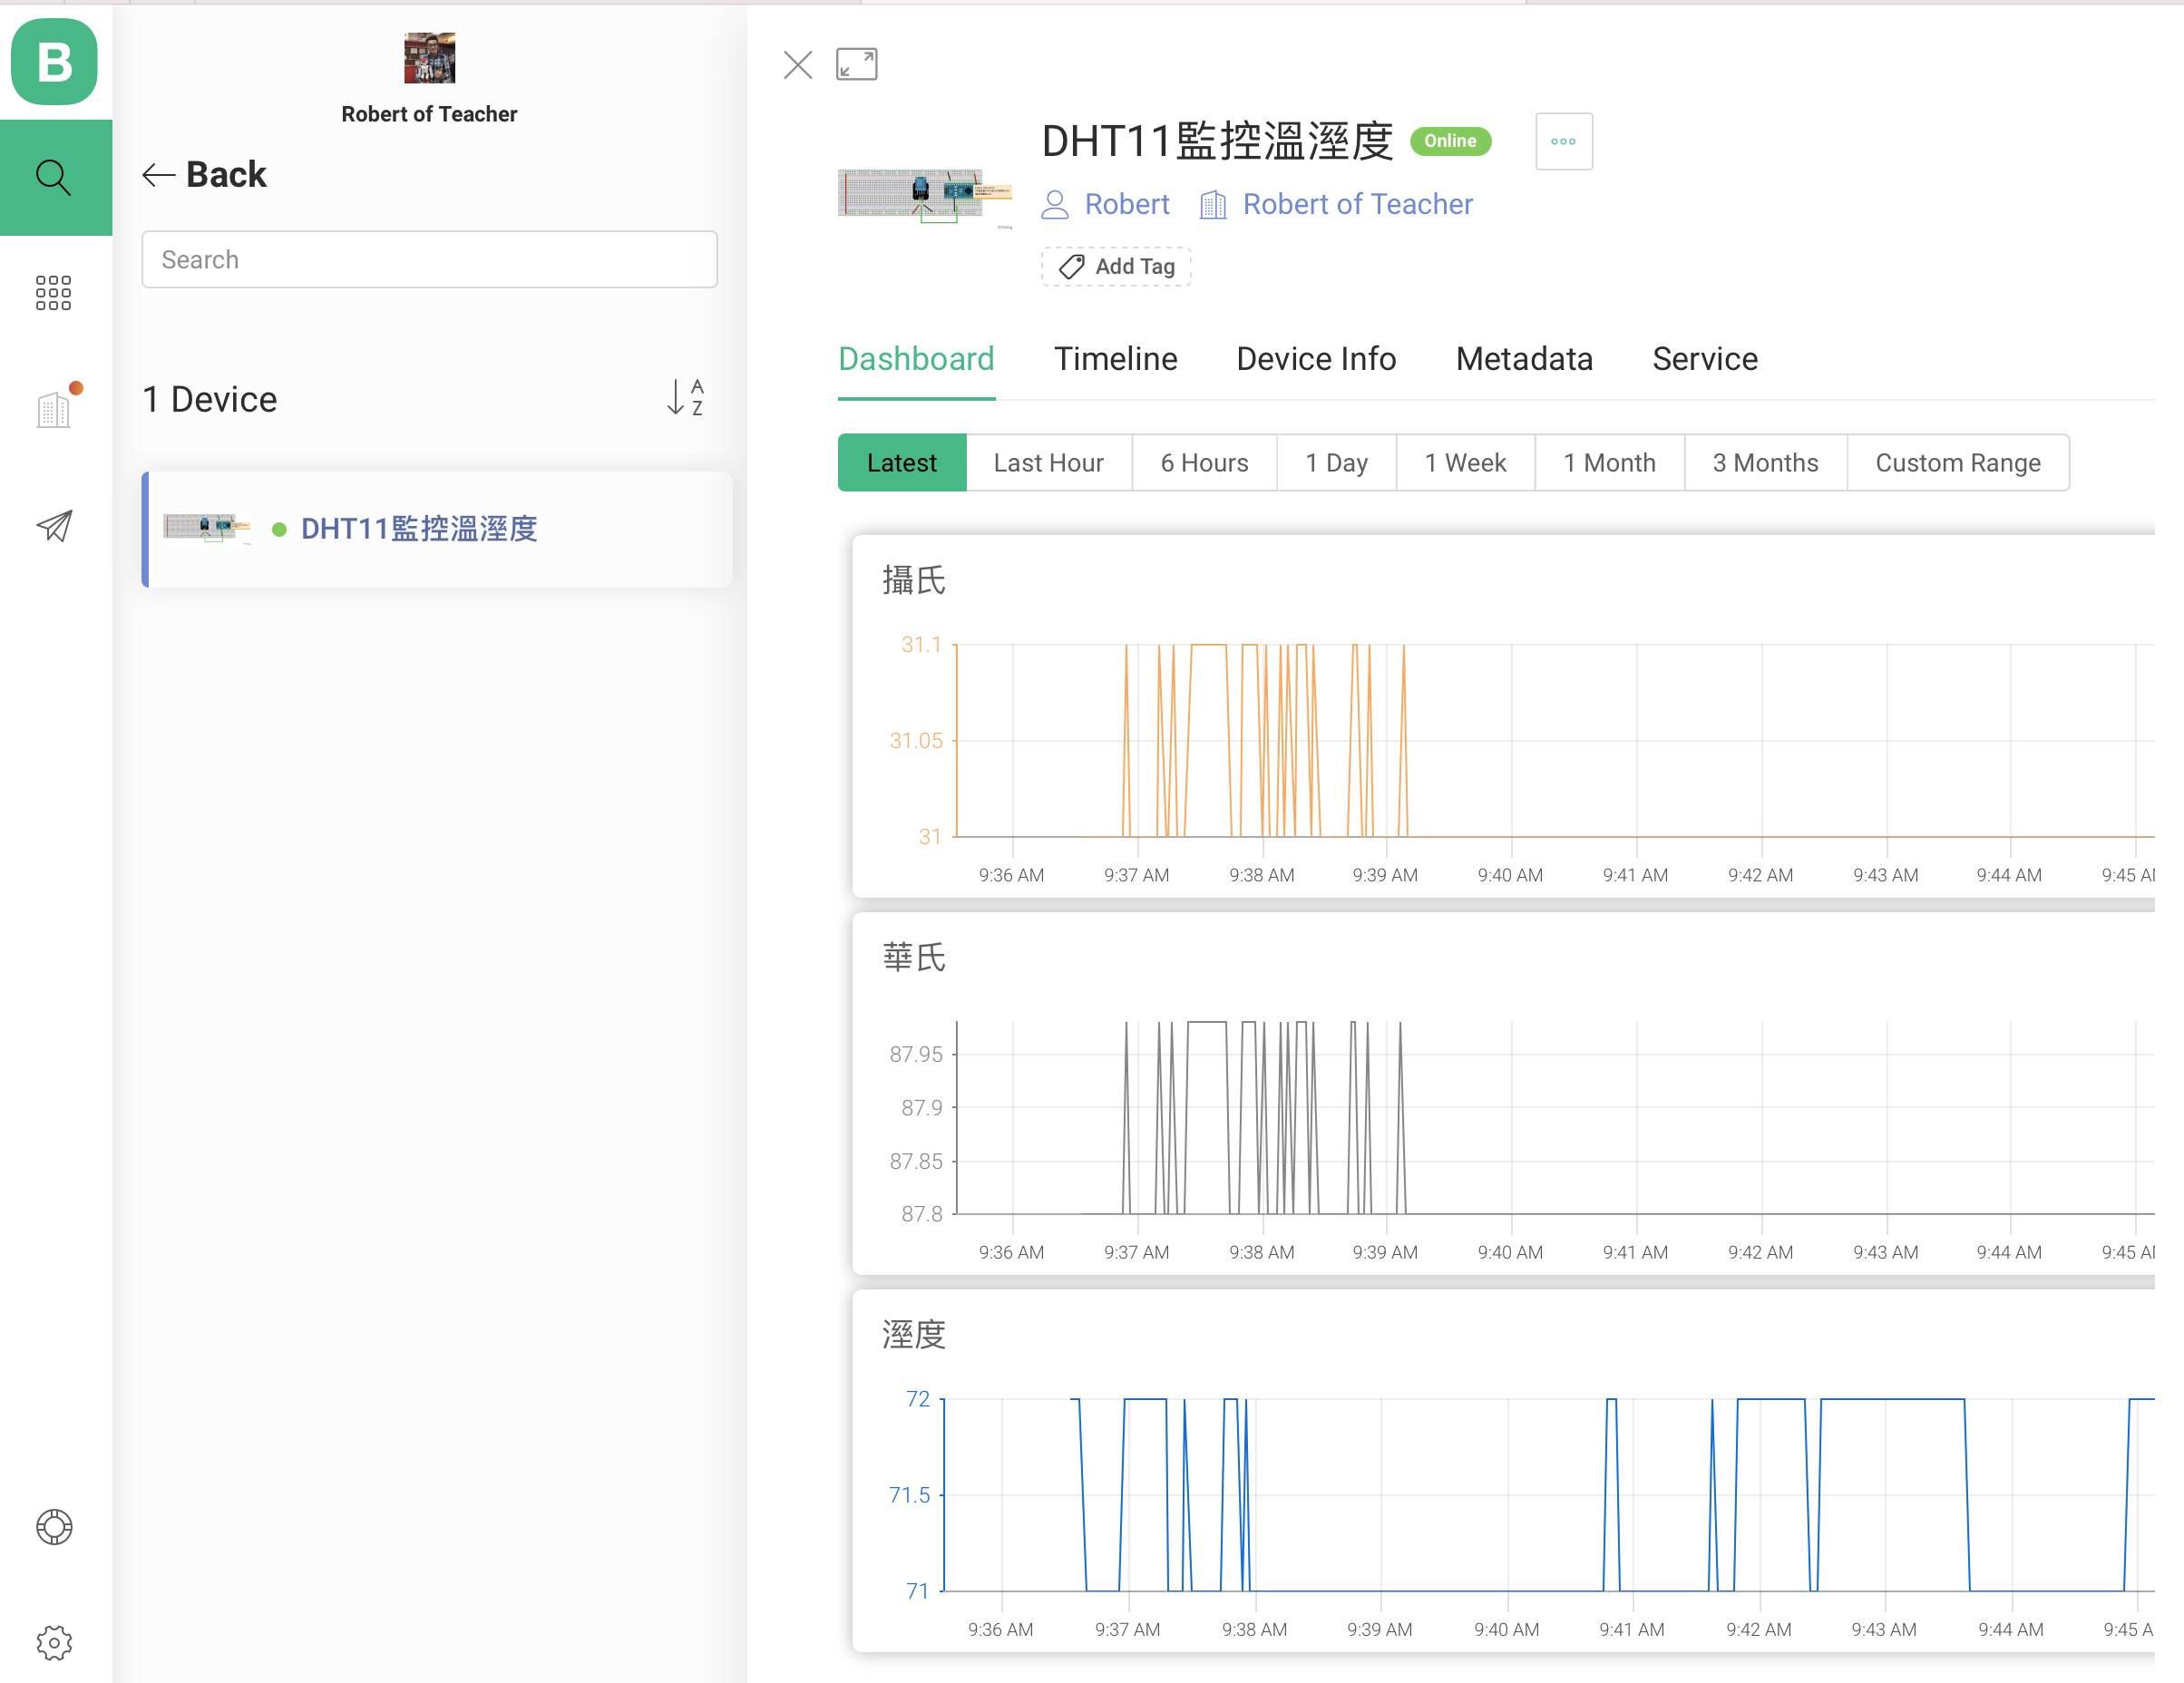 B
Robert of Teacher
Back
Search
1 Device
A
Z
DHT11監控溫溼度
DHT11監控溫溼度 Online
Robert Robert of Teacher
Add Tag
Dashboard Timeline Device Info Metadata Service
Latest Last Hour 6 Hours 1 Day 1 Week 1 Month 3 Months Custom Range
攝氏
31.1
31.05
31
9:36 AM 9:37 AM 9:38 AM 9:39 AM 9:40 AM 9:41 AM 9:42 AM 9:43 AM 9:44 AM 9:45 AM
華氏
87.95
87.9
87.85
87.8
9:36 AM 9:37 AM 9:38 AM 9:39 AM 9:40 AM 9:41 AM 9:42 AM 9:43 AM 9:44 AM 9:45 AM
溼度
72
71.5
71
9:36 AM 9:37 AM 9:38 AM 9:39 AM 9:40 AM 9:41 AM 9:42 AM 9:43 AM 9:44 AM 9:45 A